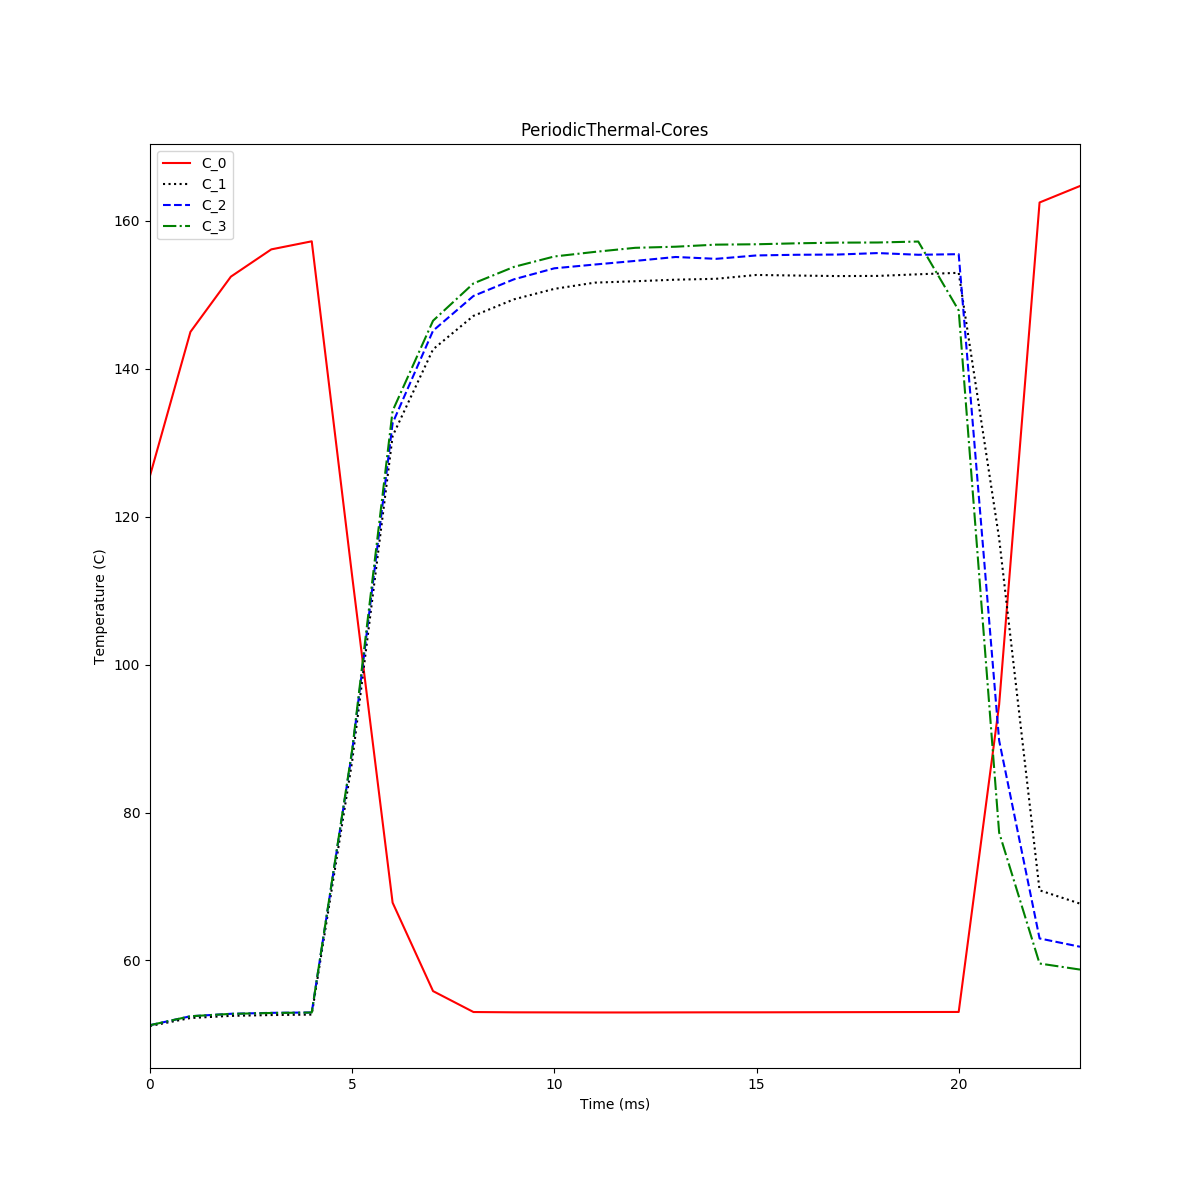 PeriodicThermal-Cores
C_0
C_1
C_2
C_3
160
140
120
100
80
60
Temperature (C)
0 5 10 15 20
Time (ms)